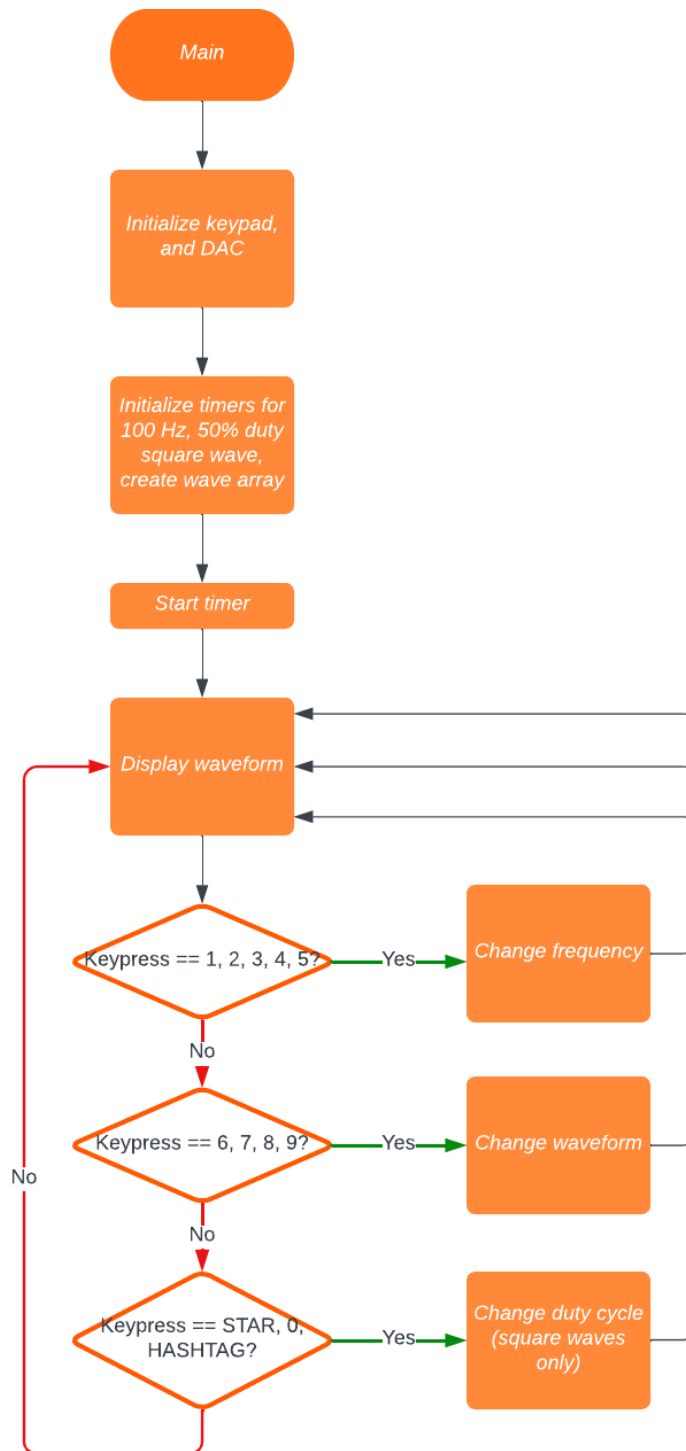 Main
Initialize keypad,
and DAC
Initialize timers for
100 Hz, 50% duty
square wave,
create wave array
Start timer
Display waveform
Keypress == 1, 2, 3, 4, 5?
Yes
Change frequency
No
Keypress == 6, 7, 8, 9?
Yes
Change waveform
No
No
Keypress == STAR, 0,
HASHTAG?
Yes
Change duty cycle
(square waves
only)